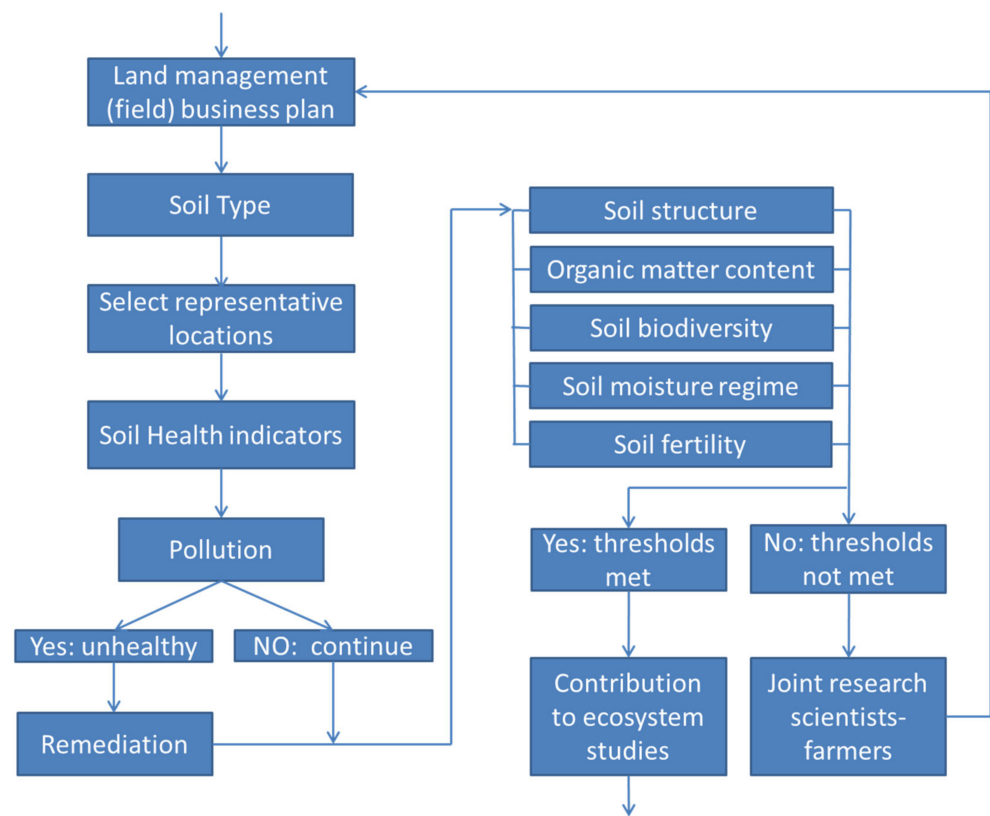 Land management
(field) business plan
Soil Type
Select representative
locations
Soil Health indicators
Pollution
Yes: unhealthy
NO:  continue
Remediation
Soil structure
Organic matter content
Soil biodiversity
Soil moisture regime
Soil fertility
Yes: thresholds
met
No: thresholds
not met
Contribution
to ecosystem
studies
Joint research
scientists-
farmers